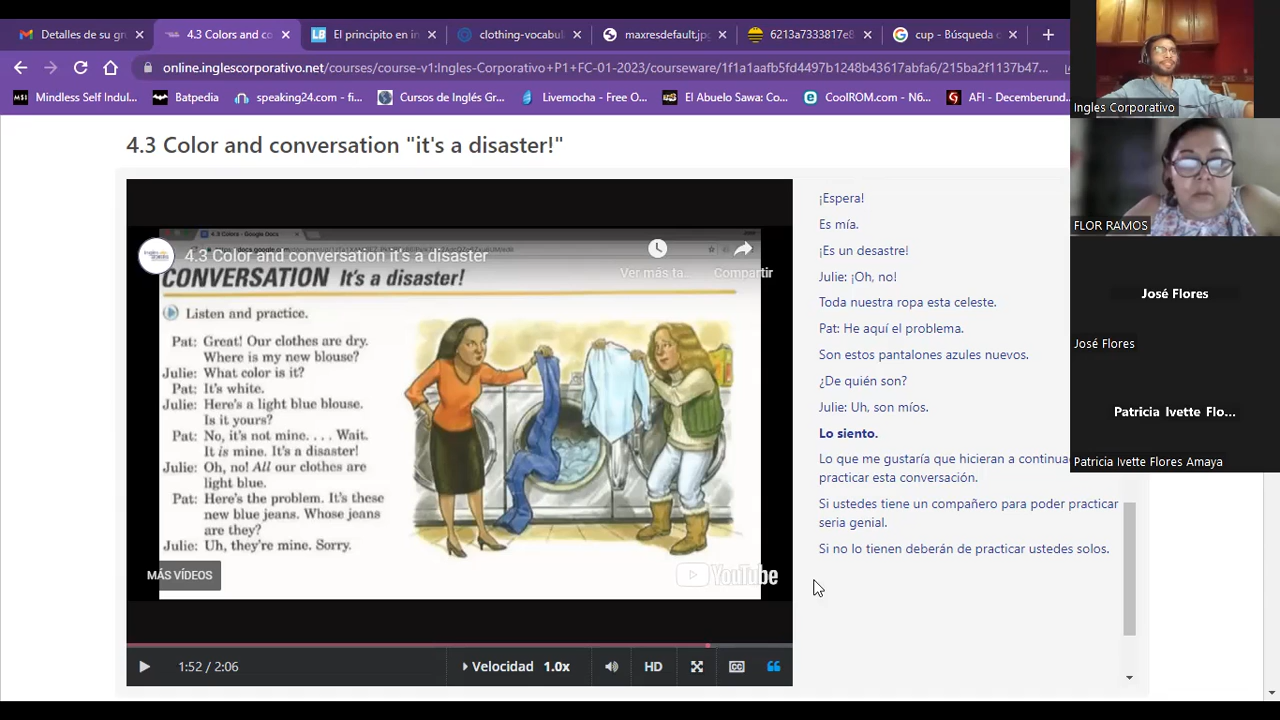 Detalles de su gru
4.3 Colors and co
El principito en in
clothing-vocabul
maxresdefault.jp
6213a7333817e8
cup - Búsqueda c
online.inglescorporativo.net/courses/course-v1:Ingles-Corporativo+P1+FC-01-2023/courseware/1f1a1aafb5fd4497b1248b43617abfa6/215ba2f1137b47...
Mindless Self Indul...
Batpedia
speaking24.com - fi...
Cursos de Inglés Gr...
Livemocha - Free O...
El Abuelo Sawa: Co...
CoolROM.com - N6...
AFI - Decemberund...
Ingles Corporativo
FLOR RAMOS
José Flores
José Flores
Patricia Ivette Flo...
Patricia Ivette Flores Amaya
4.3 Color and conversation "it's a disaster!"
4.3 Colors - Google Docs
4.3 Color and conversation it's a disaster
Ver más ta...
Compartir
CONVERSATION It's a disaster!
Listen and practice.
Pat: Great! Our clothes are dry.
Where is my new blouse?
Julie: What color is it?
Pat: It's white.
Julie: Here's a light blue blouse.
Is it yours?
Pat: No, it's not mine. . . . Wait.
It is mine. It's a disaster!
Julie: Oh, no! All our clothes are
light blue.
Pat: Here's the problem. It's these
new blue jeans. Whose jeans
are they?
Julie: Uh, they're mine. Sorry.
MÁS VÍDEOS
YouTube
1:52 / 2:06
Velocidad 1.0x
HD
CC
¡Espera!
Es mía.
¡Es un desastre!
Julie: ¡Oh, no!
Toda nuestra ropa esta celeste.
Pat: He aquí el problema.
Son estos pantalones azules nuevos.
¿De quién son?
Julie: Uh, son míos.
Lo siento.
Lo que me gustaría que hicieran a continua
practicar esta conversación.
Si ustedes tiene un compañero para poder practicar
seria genial.
Si no lo tienen deberán de practicar ustedes solos.